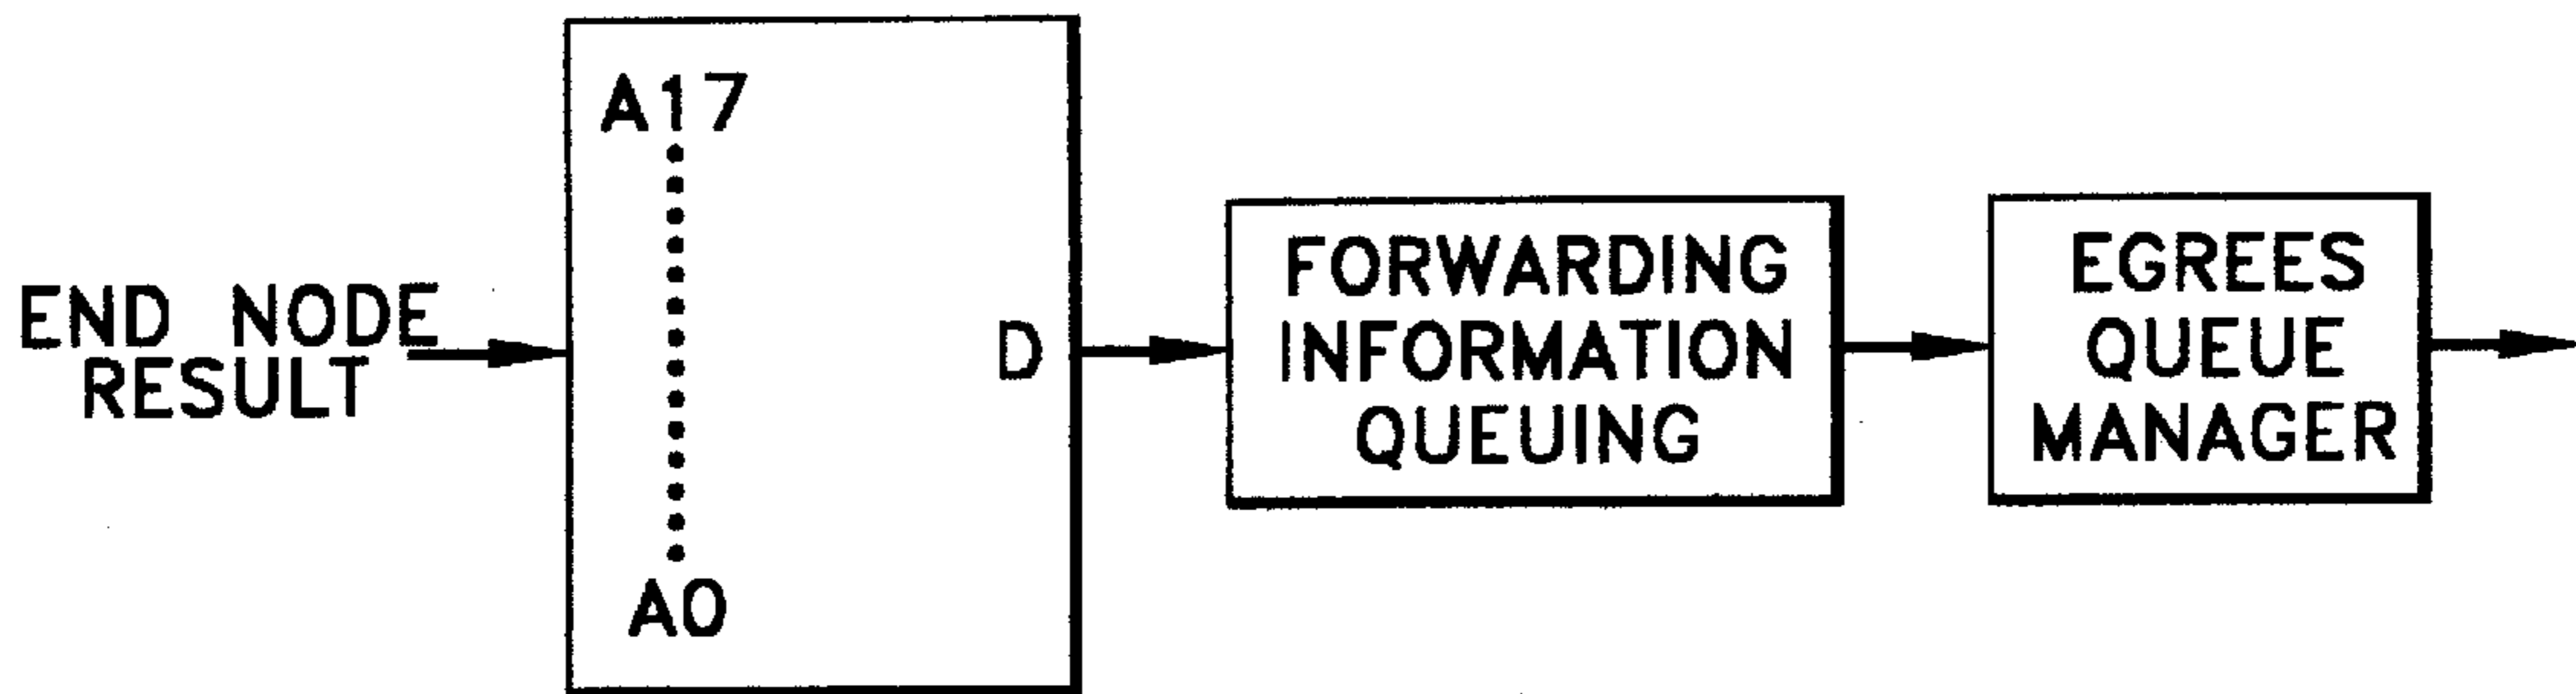 END NODE
RESULT
A17
A0
D
FORWARDING
INFORMATION
QUEUING
EGREES
QUEUE
MANAGER